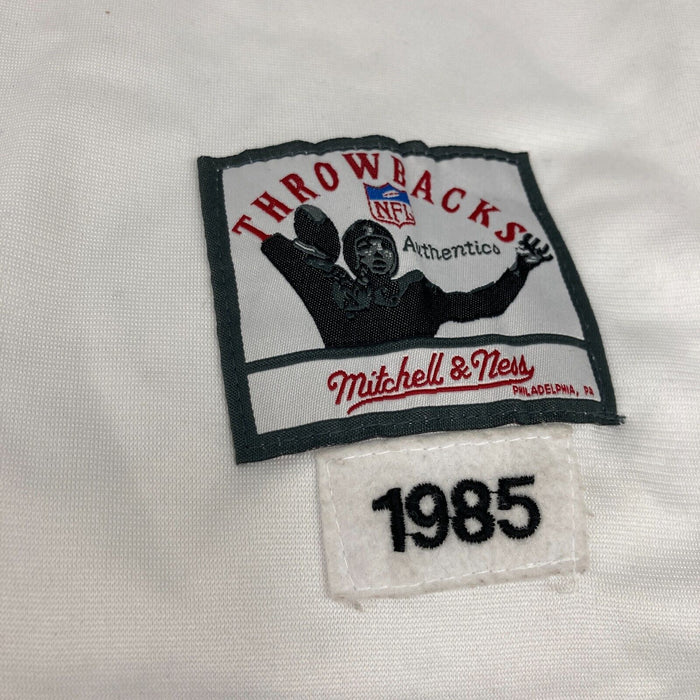 THROWBACKS
NFL
Authentics
Mitchell & Ness
PHILADELPHIA, PA
1985